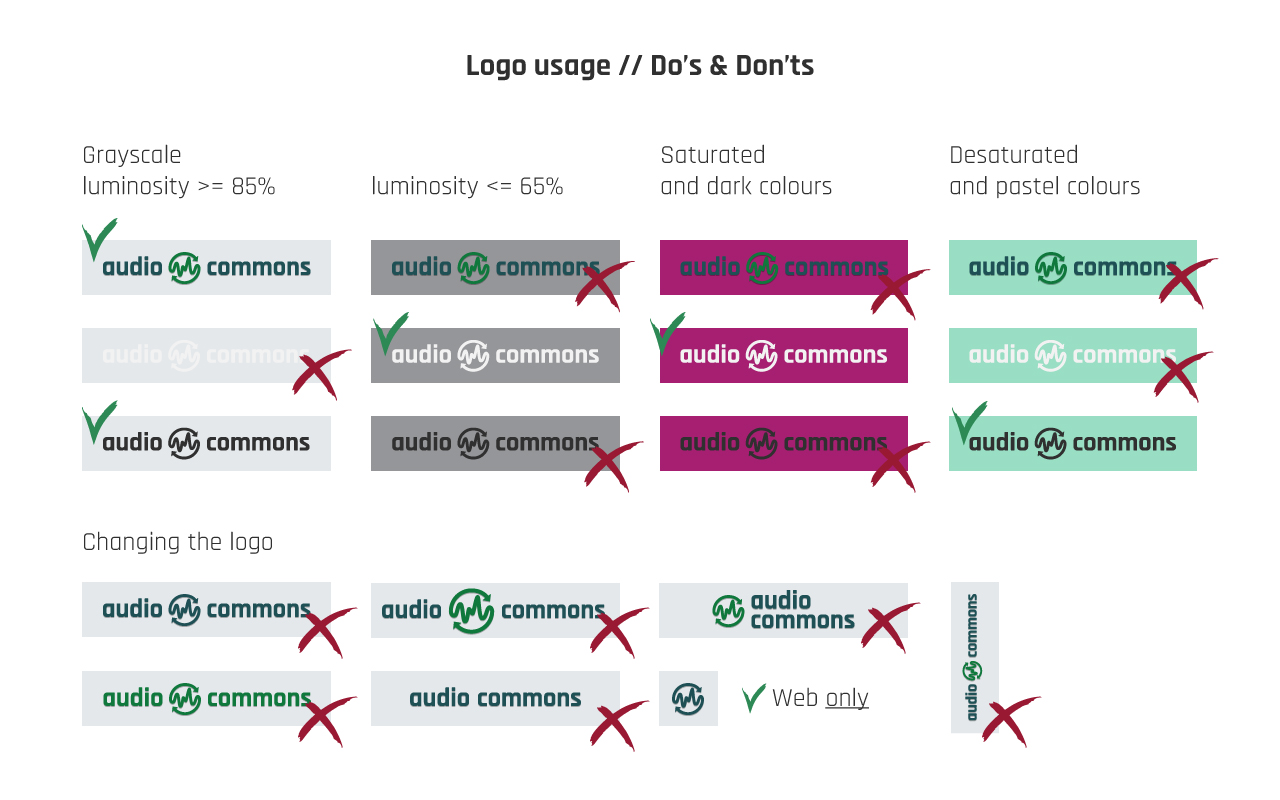 Logo usage // Do's & Don'ts
Grayscale
luminosity >= 85%
luminosity <= 65%
Saturated
and dark colours
Desaturated
and pastel colours
audio commons
audio commons
audio commons
audio commons
audio commons
audio commons
audio commons
audio commons
audio commons
audio commons
audio commons
audio commons
Changing the logo
audio commons
audio commons
audio
commons
audio commons
audio commons
audio commons
Web only